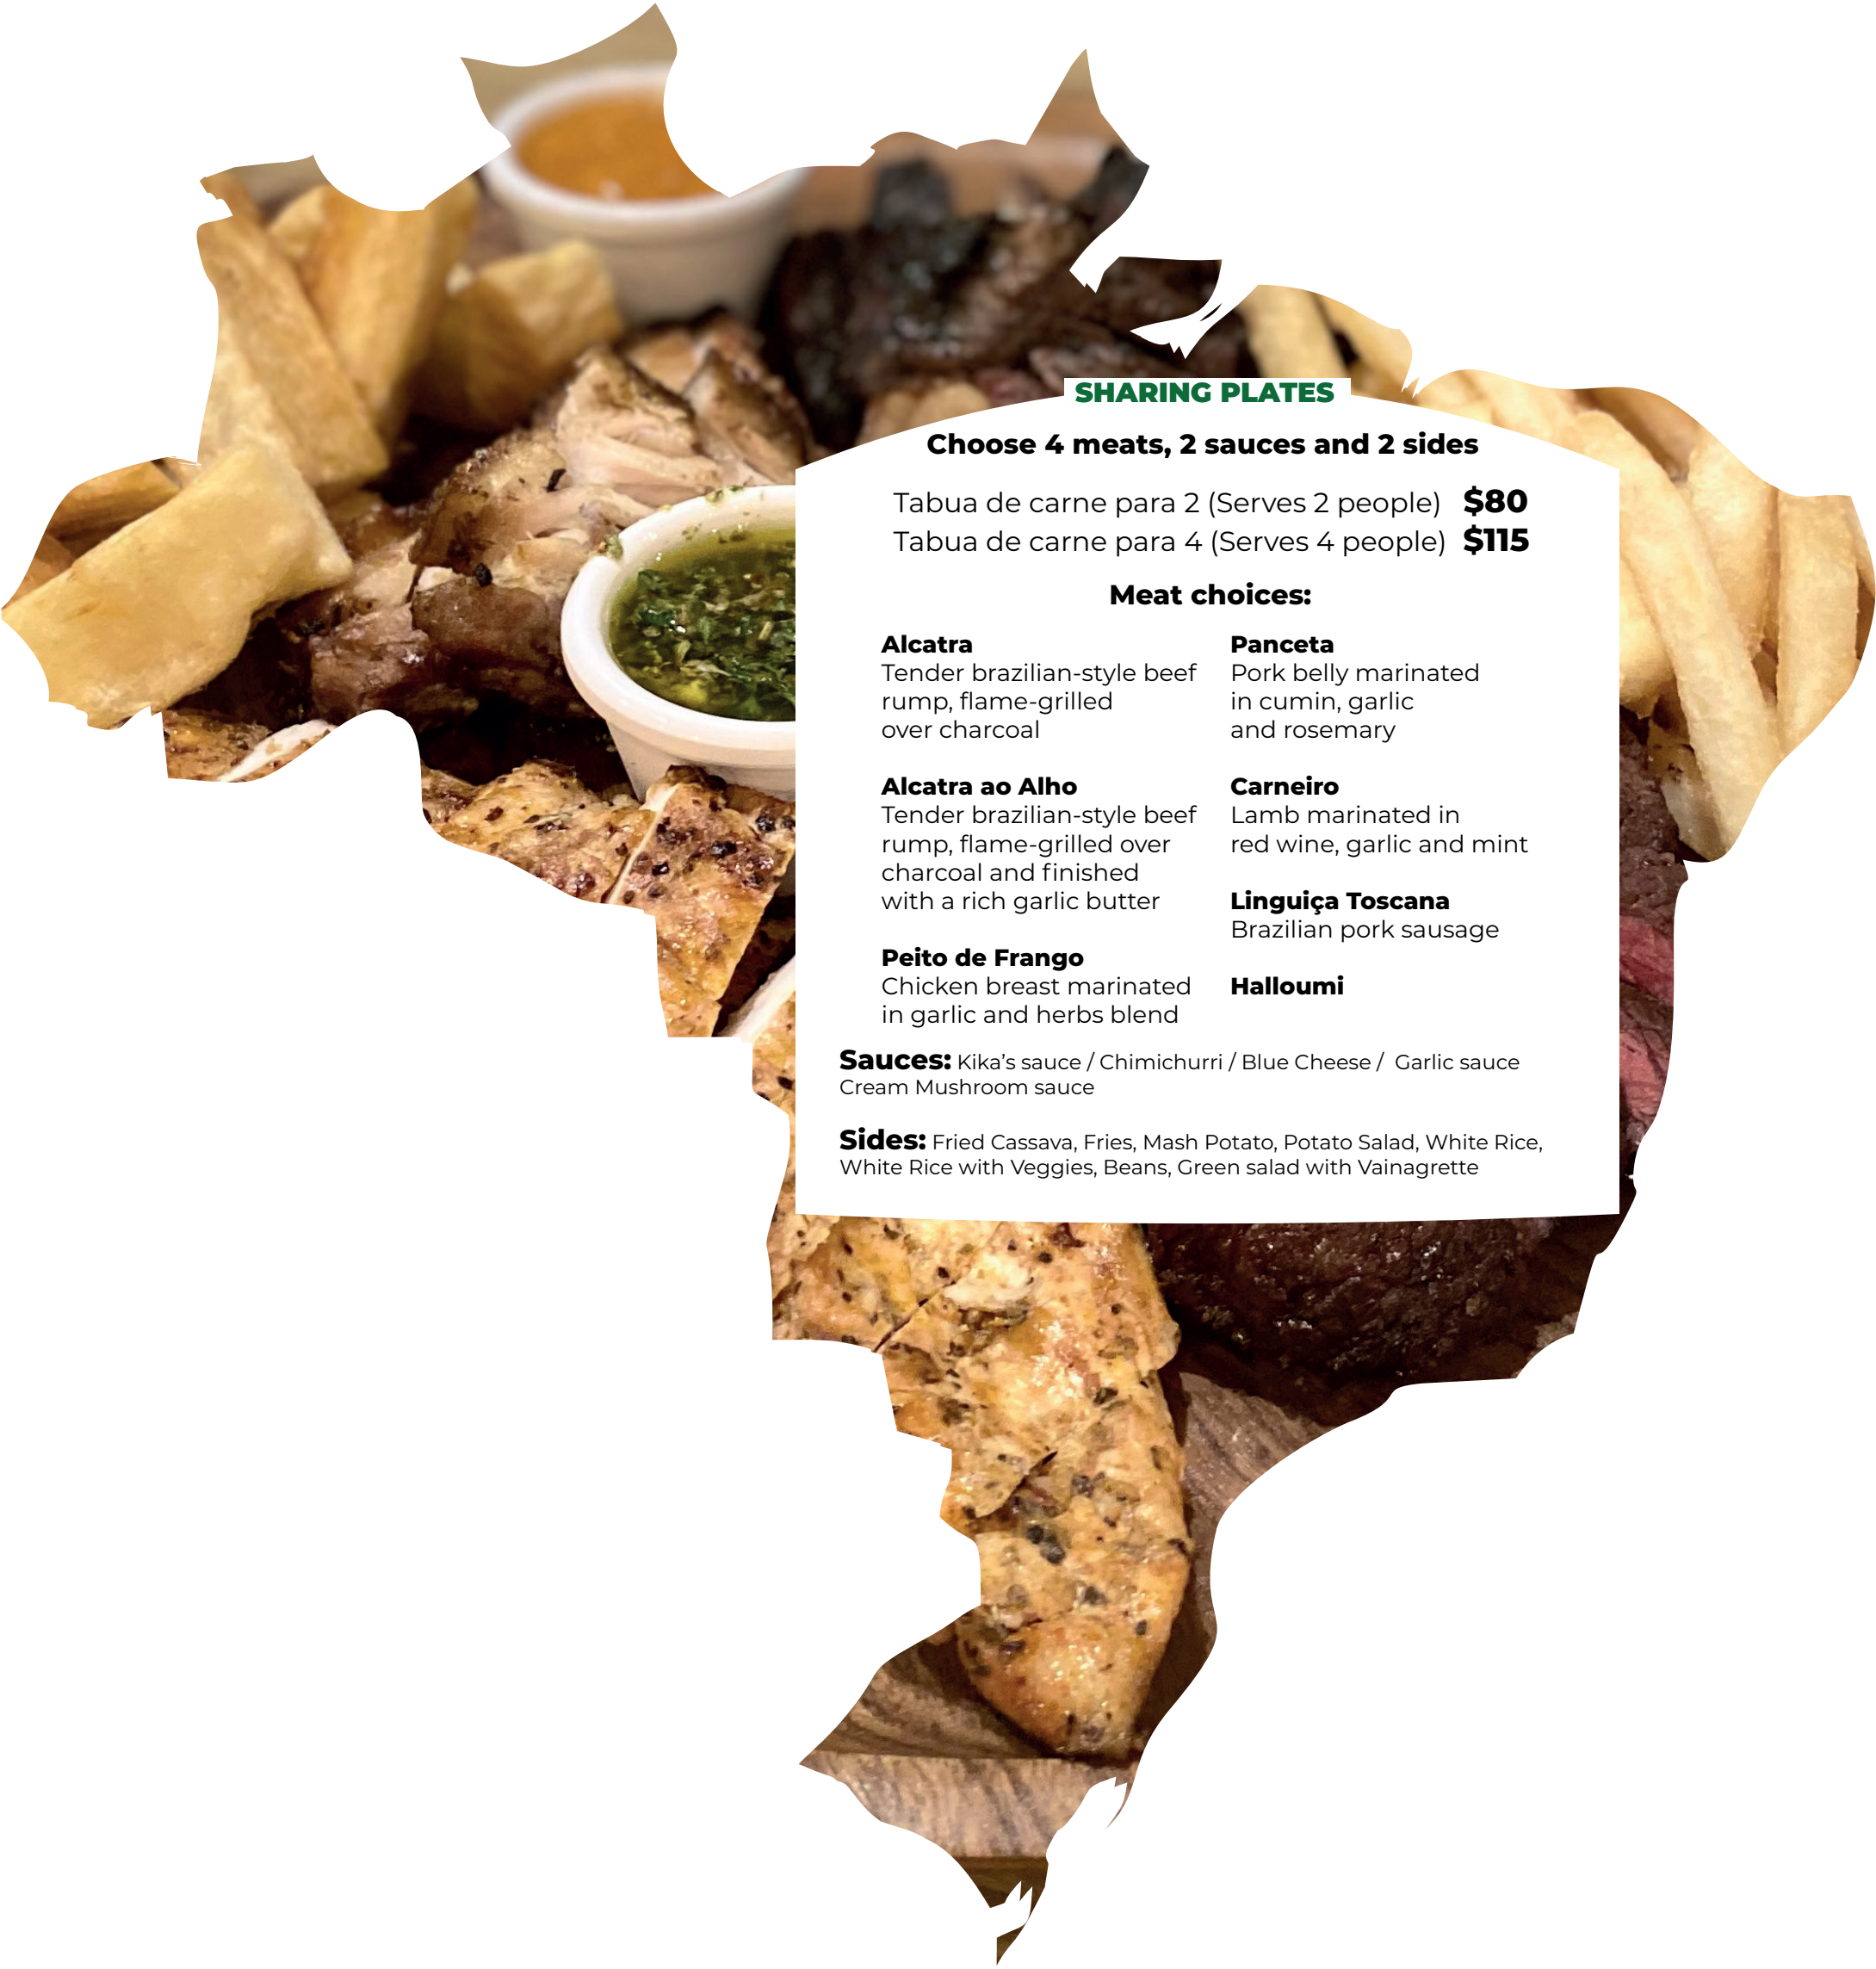 SHARING PLATES
Choose 4 meats, 2 sauces and 2 sides
Tabua de carne para 2 (Serves 2 people) $80
Tabua de carne para 4 (Serves 4 people) $115
Meat choices:
Alcatra
Tender brazilian-style beef
rump, flame-grilled
over charcoal
Alcatra ao Alho
Tender brazilian-style beef
rump, flame-grilled over
charcoal and finished
with a rich garlic butter
Peito de Frango
Chicken breast marinated
in garlic and herbs blend
Panceta
Pork belly marinated
in cumin, garlic
and rosemary
Carneiro
Lamb marinated in
red wine, garlic and mint
Linguiça Toscana
Brazilian pork sausage
Halloumi
Sauces: Kika’s sauce / Chimichurri / Blue Cheese / Garlic sauce
Cream Mushroom sauce
Sides: Fried Cassava, Fries, Mash Potato, Potato Salad, White Rice,
White Rice with Veggies, Beans, Green salad with Vainagrette